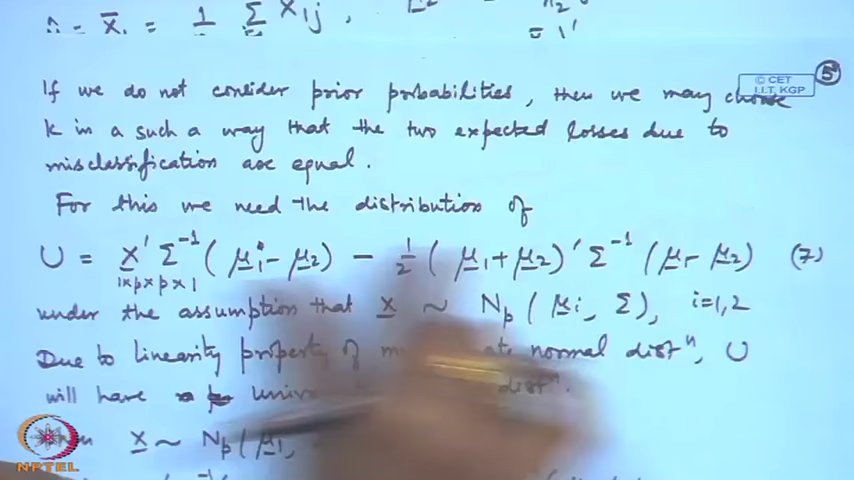 X̄₁ = 1 Σ X₁ⱼ ,
= 1'
5
© CET
I.I.T. KGP
If we do not consider prior probabilities, then we may choose
k in a such a way that the two expected losses due to
misclassification are equal.
For this we need the distribution of
U = x' Σ⁻¹ (μ₁ - μ₂) - 1/2 (μ₁ + μ₂)' Σ⁻¹ (μ₁ - μ₂) (7)
1×p p×p p×1
under the assumption that x ~ Nₚ (μᵢ, Σ), i=1,2
Due to linearity property of normal distⁿ, U
will have distⁿ.
x ~ Nₚ (μ₁,
NPTEL